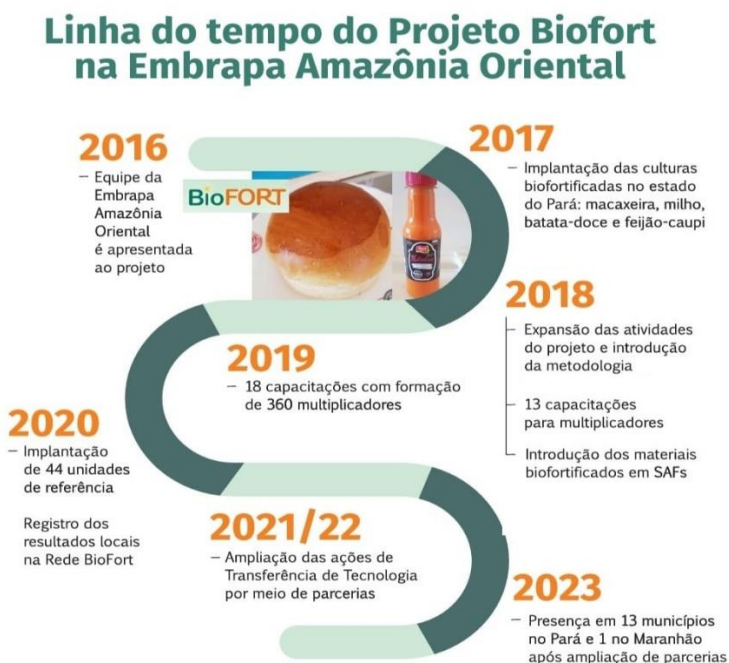 Linha do tempo do Projeto Biofort
na Embrapa Amazônia Oriental
2016
– Equipe da
Embrapa
Amazônia
Oriental
é apresentada
ao projeto
BioFORT
2017
– Implantação das culturas
biofortificadas no estado
do Pará: macaxeira, milho,
batata-doce e feijão-caupi
2018
Expansão das atividades
do projeto e introdução
da metodologia
13 capacitações
para multiplicadores
Introdução dos materiais
biofortificados em SAFs
2019
– 18 capacitações com formação
de 360 multiplicadores
2020
– Implantação
de 44 unidades
de referência
Registro dos
resultados locais
na Rede BioFort
2021/22
– Ampliação das ações de
Transferência de Tecnologia
por meio de parcerias
2023
– Presença em 13 municípios
no Pará e 1 no Maranhão
após ampliação de parcerias